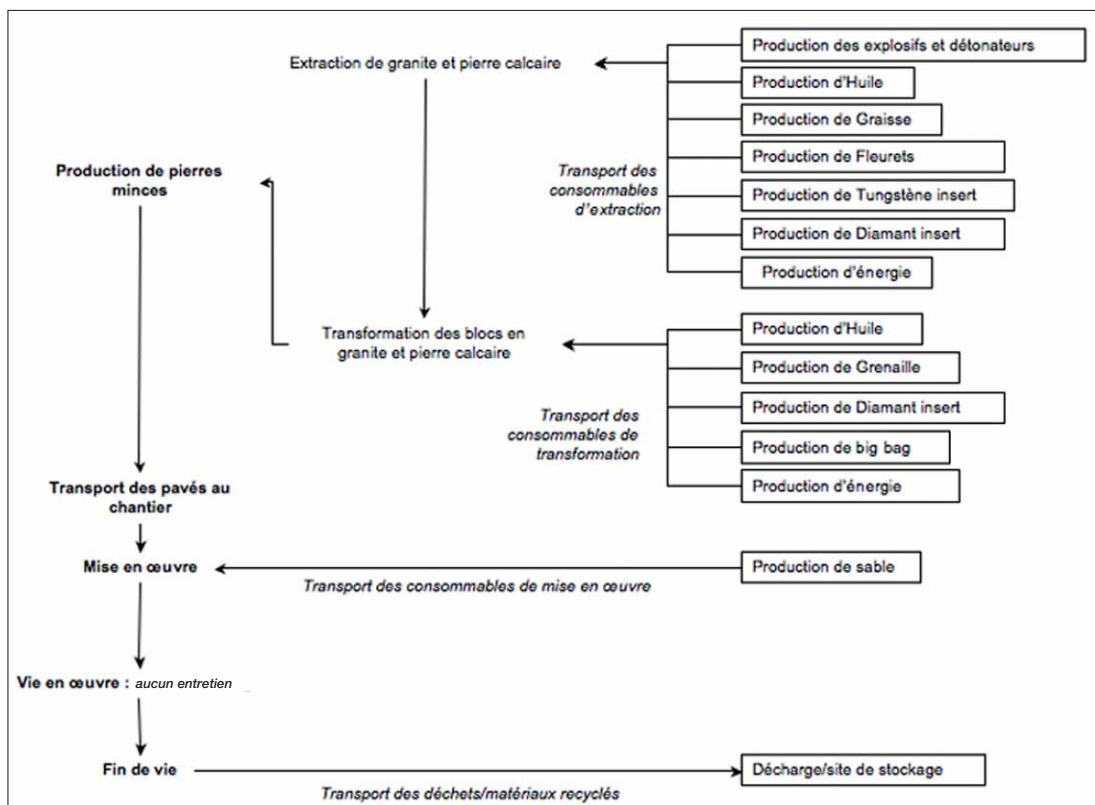 Production des explosifs et détonateurs
Extraction de granite et pierre calcaire
Production d'Huile
Production de Graisse
Production de Fleurets
Production de pierres
minces
Transport des
consommables
d'extraction
Production de Tungstène insert
Production de Diamant insert
Production d'énergie
Transformation des blocs en
granite et pierre calcaire
Production d'Huile
Production de Grenaille
Production de Diamant insert
Transport des
consommables de
transformation
Production de big bag
Production d'énergie
Transport des pavés au
chantier
Mise en œuvre
Transport des consommables de mise en œuvre
Production de sable
Vie en œuvre : aucun entretien
Fin de vie
Transport des déchets/matériaux recyclés
Décharge/site de stockage